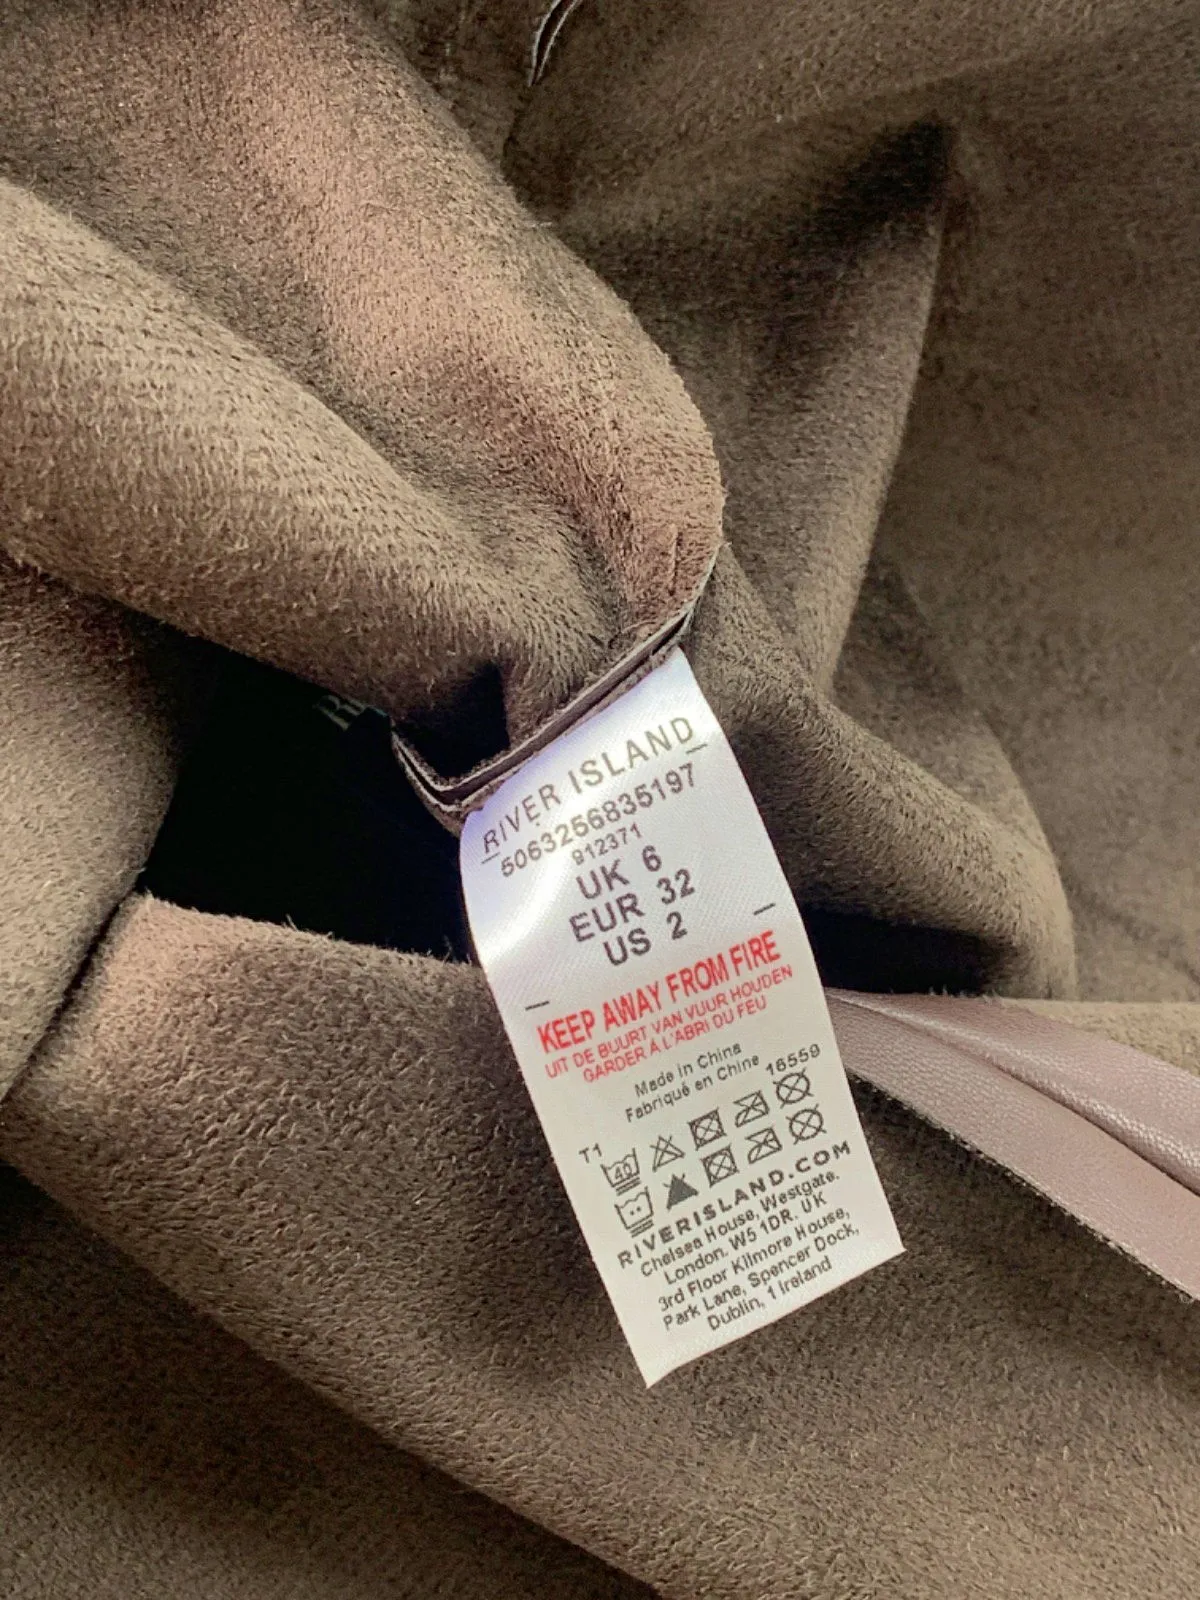 RIVER ISLAND
5063256835197
912371
UK 6
EUR 32
US 2
KEEP AWAY FROM FIRE
UIT DE BUURT VAN VUUR HOUDEN
GARDER À L'ABRI DU FEU
Made in China
Fabriqué en Chine 16559
T1
40
RIVERISLAND.COM
Chelsea House, Westgate.
London. W5 1DR. UK
3rd Floor Kilmore House,
Park Lane, Spencer Dock,
Dublin, 1 Ireland